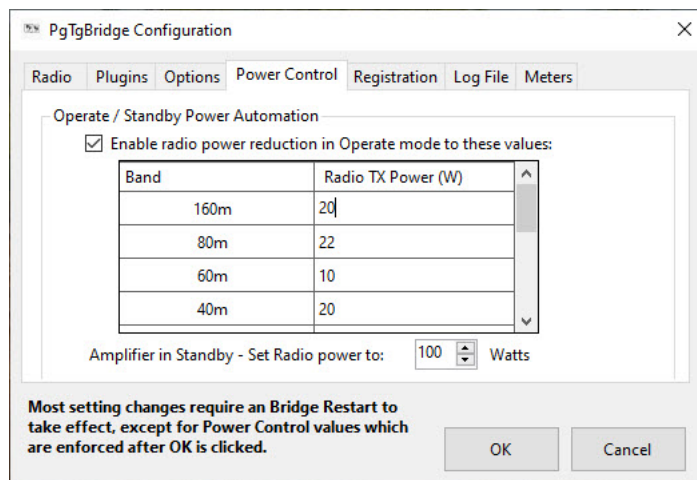 PgTgBridge Configuration
Radio Plugins Options Power Control Registration Log File Meters
Operate / Standby Power Automation
Enable radio power reduction in Operate mode to these values:
Band Radio TX Power (W)
160m 20
80m 22
60m 10
40m 20
Amplifier in Standby - Set Radio power to: 100 Watts
Most setting changes require an Bridge Restart to
take effect, except for Power Control values which
are enforced after OK is clicked.
OK Cancel